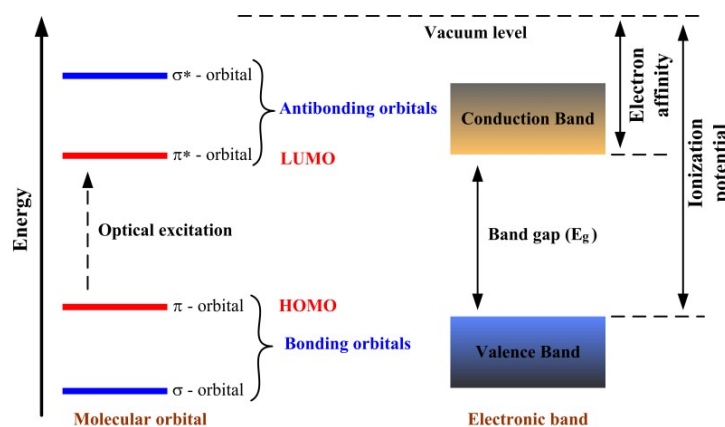 Vacuum level
σ* - orbital
Antibonding orbitals
π* - orbital
LUMO
Optical excitation
π - orbital
HOMO
Bonding orbitals
σ - orbital
Energy
Molecular orbital
Conduction Band
Band gap (Eg)
Valence Band
Electronic band
Electron
affinity
Ionization
potential